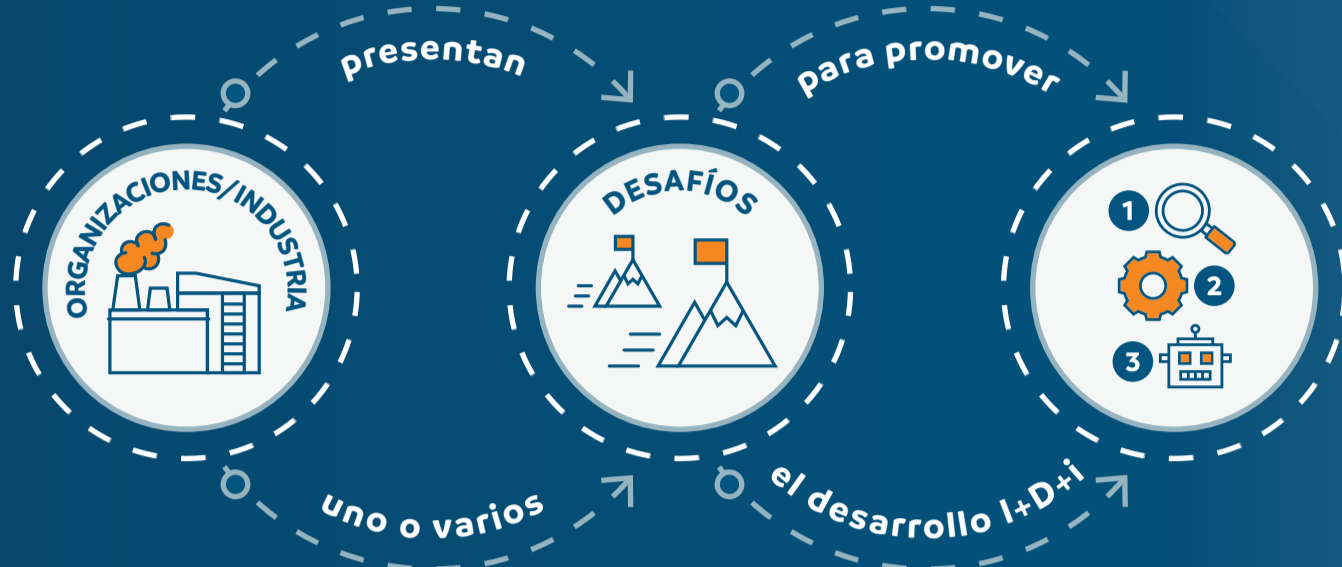 ORGANIZACIONES/INDUSTRIA
presentan
uno o varios
DESAFÍOS
para promover
el desarrollo I+D+i
1
2
3